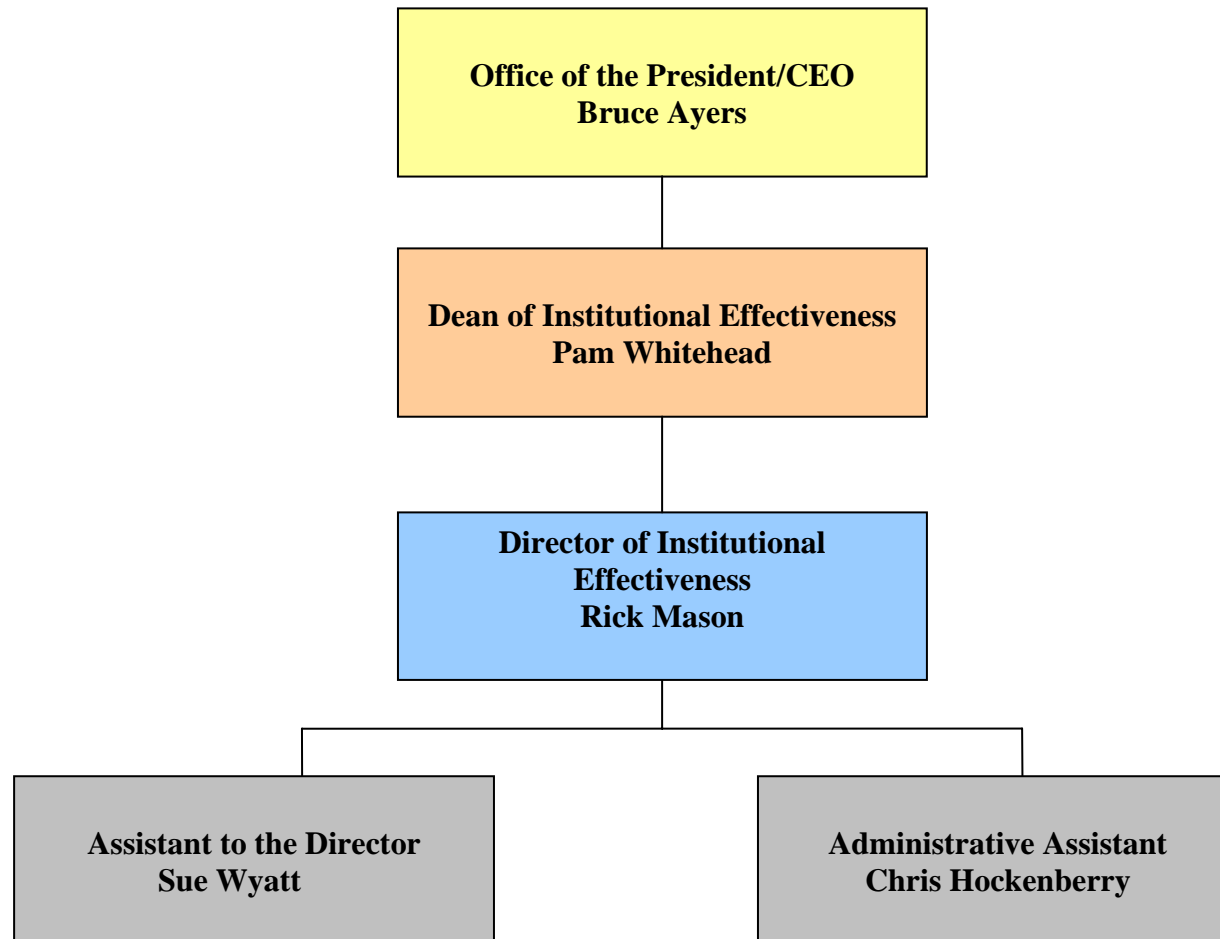 Office of the President/CEO
Bruce Ayers
Dean of Institutional Effectiveness
Pam Whitehead
Director of Institutional
Effectiveness
Rick Mason
Assistant to the Director
Sue Wyatt
Administrative Assistant
Chris Hockenberry